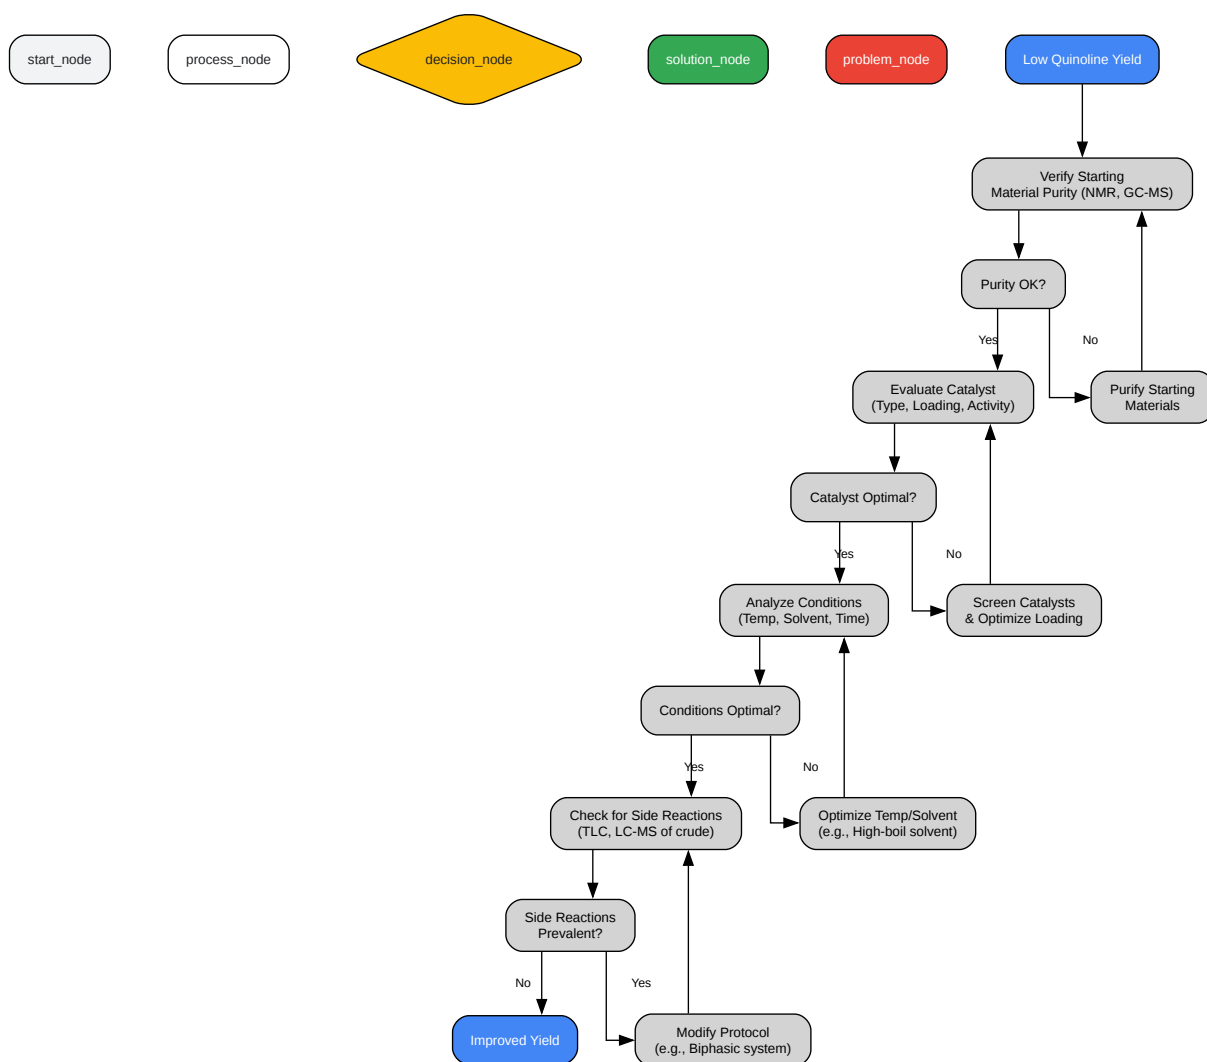 start_node
process_node
decision_node
solution_node
problem_node
Low Quinoline Yield
Verify Starting
Material Purity (NMR, GC-MS)
Purity OK?
Yes
No
Evaluate Catalyst
(Type, Loading, Activity)
Purify Starting
Materials
Catalyst Optimal?
Yes
No
Analyze Conditions
(Temp, Solvent, Time)
Screen Catalysts
& Optimize Loading
Conditions Optimal?
Yes
No
Check for Side Reactions
(TLC, LC-MS of crude)
Optimize Temp/Solvent
(e.g., High-boil solvent)
Side Reactions
Prevalent?
No
Yes
Improved Yield
Modify Protocol
(e.g., Biphasic system)